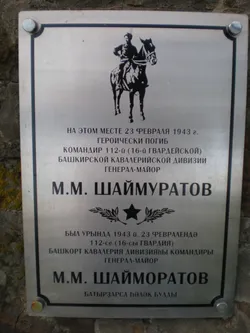 НА ЭТОМ МЕСТЕ 23 ФЕВРАЛЯ 1943 г.
ГЕРОИЧЕСКИ ПОГИБ
КОМАНДИР 112-й (16-й ГВАРДЕЙСКОЙ)
БАШКИРСКОЙ КАВАЛЕРИЙСКОЙ ДИВИЗИИ
ГЕНЕРАЛ-МАЙОР
М.М. ШАЙМУРАТОВ
БЫЛ УРЫНДА 1943 й. 23 ФЕВРАЛЕНДӘ
112-се (16-сы ГВАРДИЯ)
БАШҠОРТ КАВАЛЕРИЯ ДИВИЗИЯҺЫ КОМАНДИРЫ
ГЕНЕРАЛ-МАЙОР
М.М. ШАЙМОРАТОВ
БАТЫРҘАРСА ҺӘЛӘК БУЛДЫ